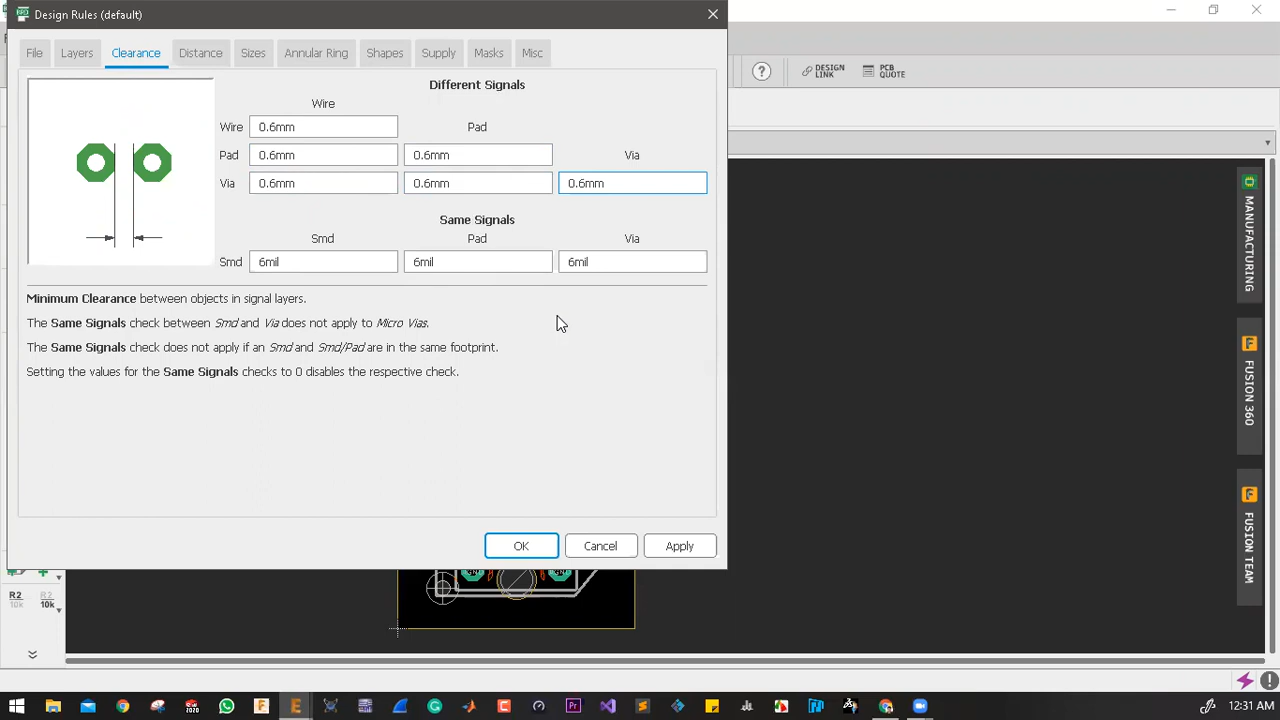 Design Rules (default)
File Layers Clearance Distance Sizes Annular Ring Shapes Supply Masks Misc
DESIGN LINK
PCB QUOTE
Different Signals
Wire
Wire 0.6mm Pad
Pad 0.6mm 0.6mm Via
Via 0.6mm 0.6mm 0.6mm
Same Signals
Smd Pad Via
Smd 6mil 6mil 6mil
Minimum Clearance between objects in signal layers.
The Same Signals check between Smd and Via does not apply to Micro Vias.
The Same Signals check does not apply if an Smd and Smd/Pad are in the same footprint.
Setting the values for the Same Signals checks to 0 disables the respective check.
OK Cancel Apply
MANUFACTURING
FUSION 360
FUSION TEAM
R2 10k R2 10k
GND GND
12:31 AM